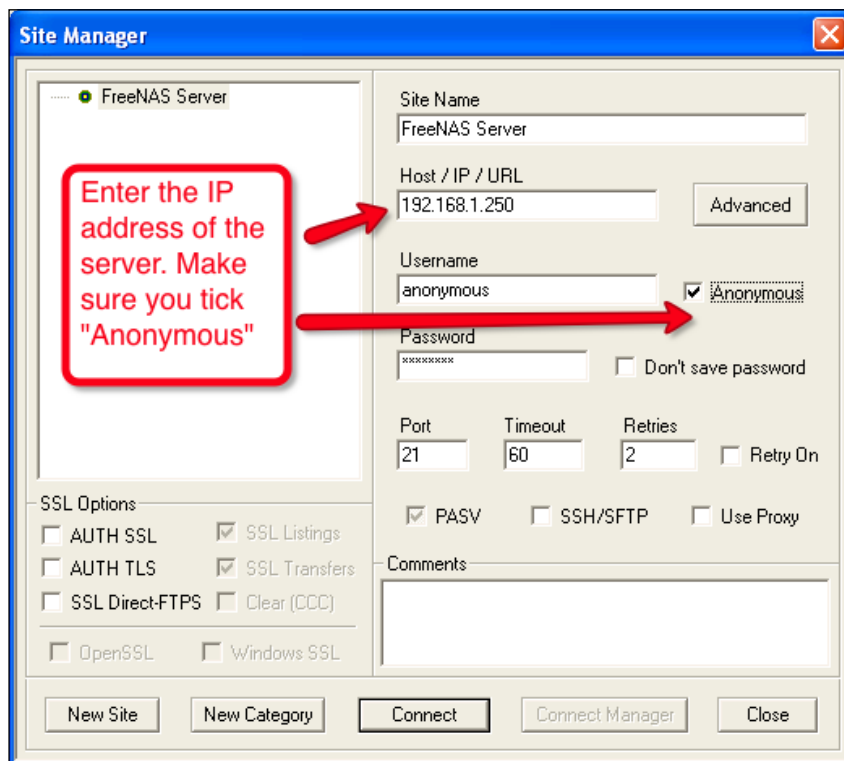 Site Manager
FreeNAS Server
Site Name
FreeNAS Server
Host / IP / URL
192.168.1.250
Advanced
Enter the IP
address of the
server. Make
sure you tick
"Anonymous"
Username
anonymous
Anonymous
Password
××××××××
Don't save password
Port Timeout Retries
21 60 2 Retry On
PASV SSH/SFTP Use Proxy
SSL Options
AUTH SSL SSL Listings
AUTH TLS SSL Transfers
SSL Direct-FTPS Clear (CCC)
OpenSSL Windows SSL
Comments
New Site New Category Connect Connect Manager Close